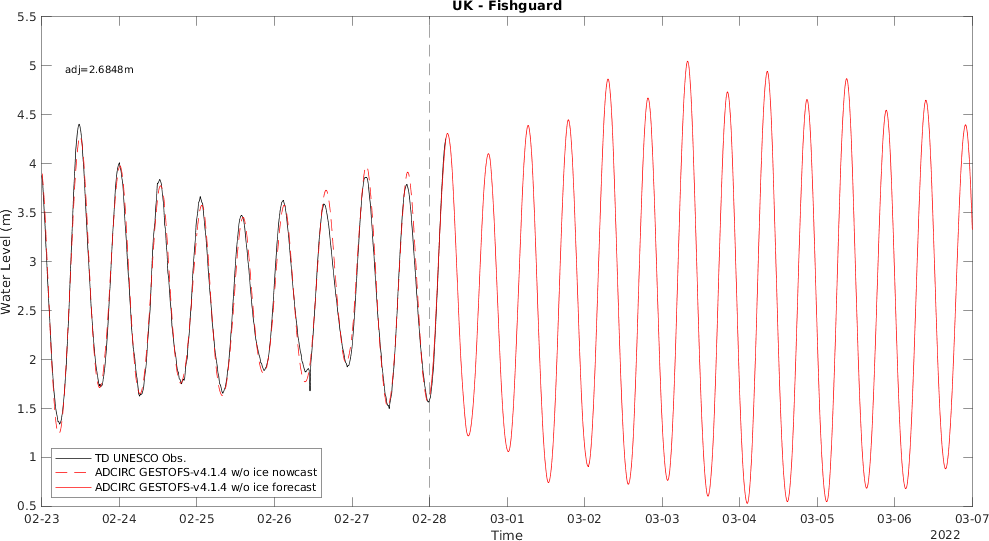 UK - Fishguard
5.5
5
4.5
4
3.5
3
2.5
2
1.5
1
0.5
Water Level (m)
adj=2.6848m
TD UNESCO Obs.
ADCIRC GESTOFS-v4.1.4 w/o ice nowcast
ADCIRC GESTOFS-v4.1.4 w/o ice forecast
02-23 02-24 02-25 02-26 02-27 02-28 03-01 03-02 03-03 03-04 03-05 03-06 03-07
Time
2022